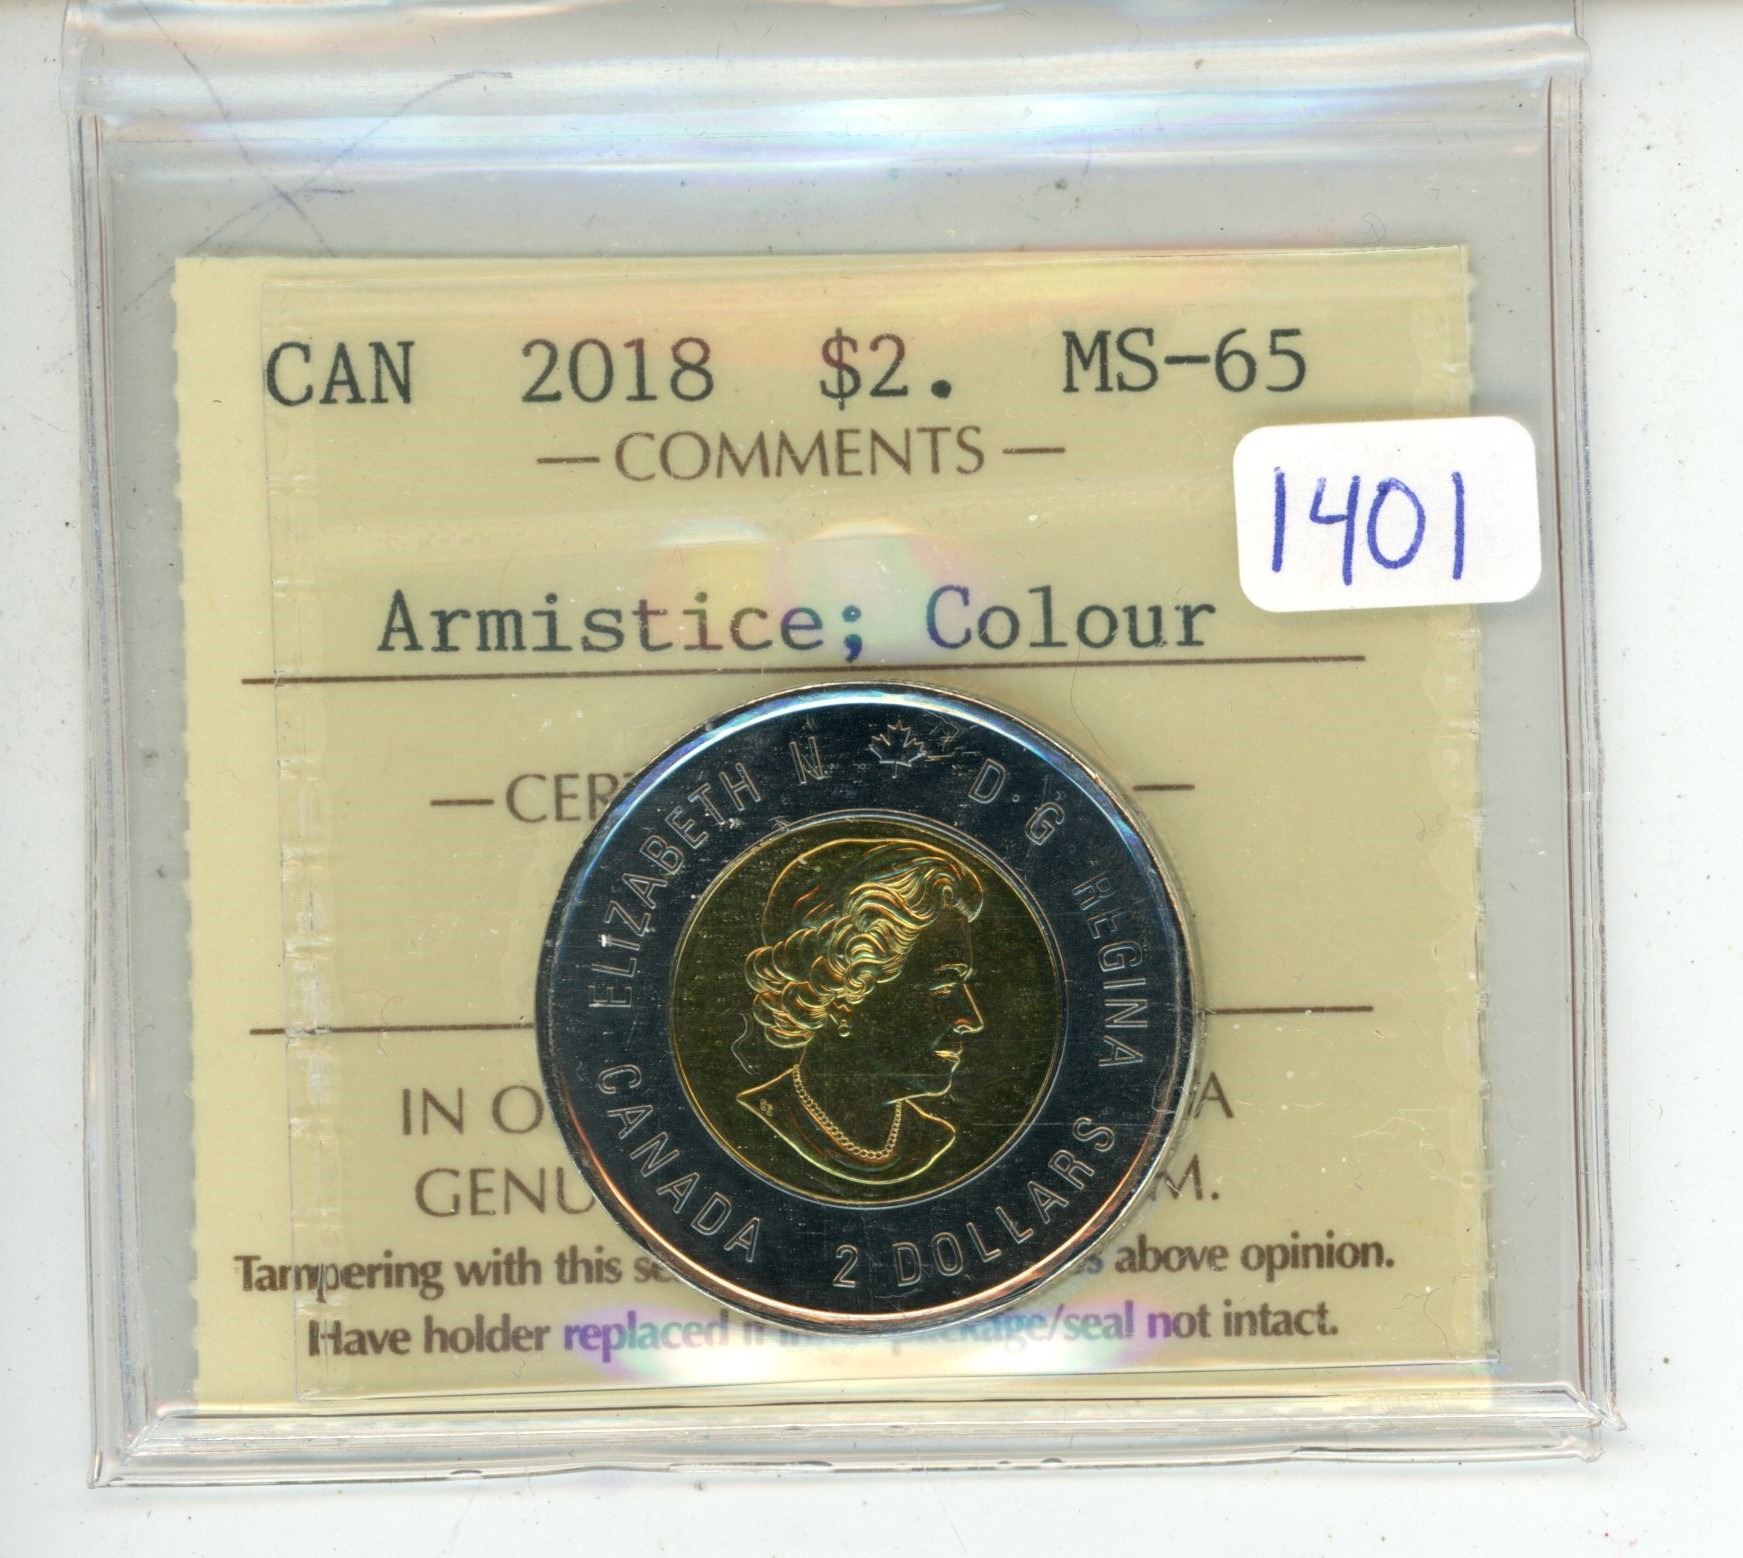 CAN 2018 $2. MS-65
— COMMENTS —
1401
Armistice; Colour
— CER —
IN O A
GENU M.
Tampering with this above opinion.
Have holder replaced package/seal not intact.
ELIZABETH II D·G REGINA
CANADA 2 DOLLARS